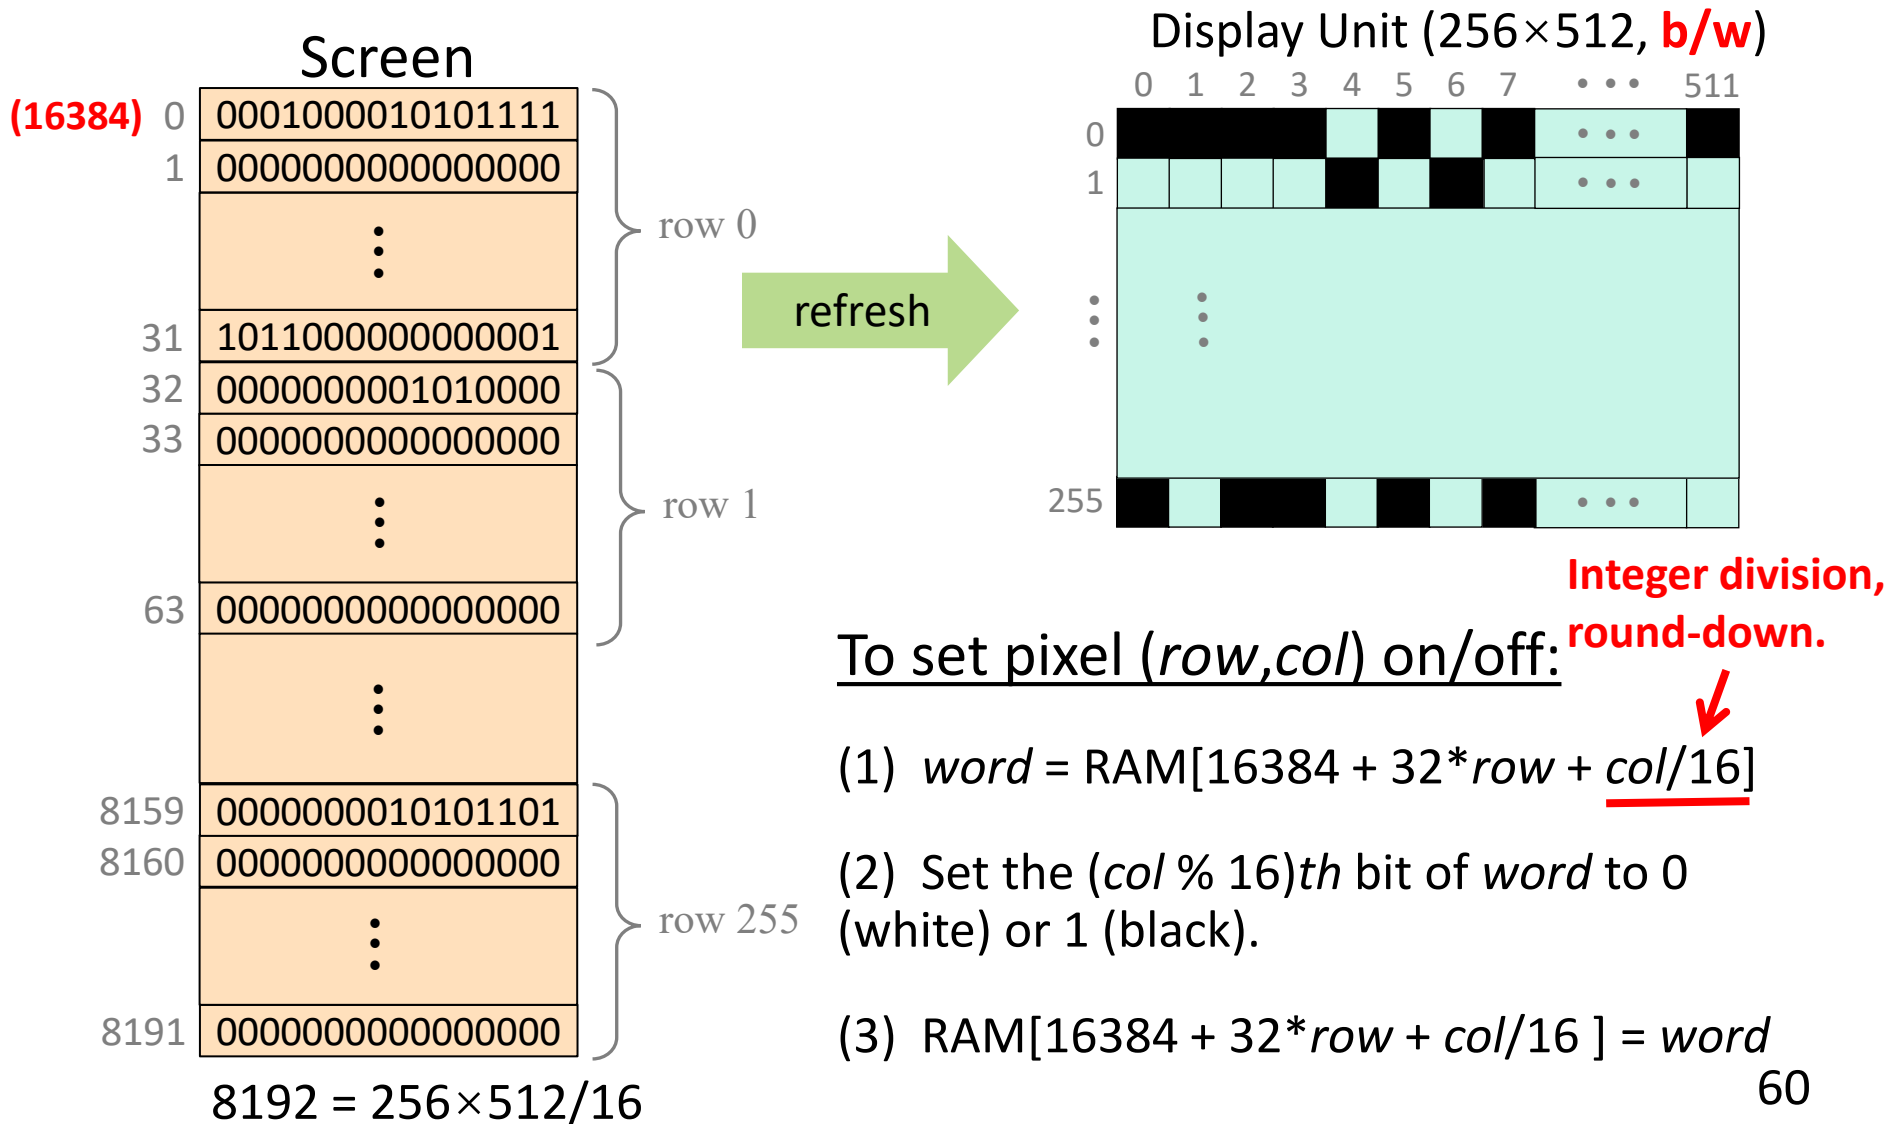 Screen
(16384) 0 0001000010101111
1 0000000000000000
row 0
31 1011000000000001
32 0000000001010000
33 0000000000000000
row 1
63 0000000000000000
8159 0000000010101101
8160 0000000000000000
row 255
8191 0000000000000000
8192 = 256×512/16
refresh
Display Unit (256×512, b/w)
0 1 2 3 4 5 6 7 • • • 511
0 • • •
1 • • •
255 • • •
Integer division,
round-down.
To set pixel (row,col) on/off:
(1) word = RAM[16384 + 32*row + col/16]
(2) Set the (col % 16)th bit of word to 0
(white) or 1 (black).
(3) RAM[16384 + 32*row + col/16 ] = word
60